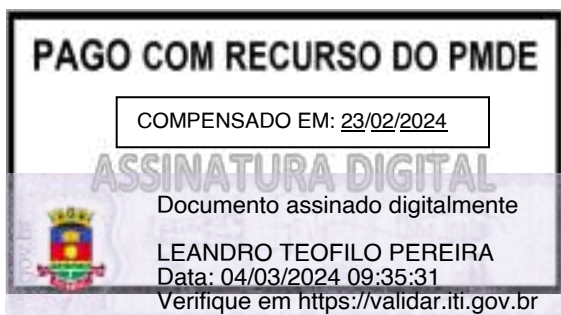 PAGO COM RECURSO DO PMDE
COMPENSADO EM: 23/02/2024
ASSINATURA DIGITAL
Documento assinado digitalmente
LEANDRO TEOFILO PEREIRA
Data: 04/03/2024 09:35:31
Verifique em https://validar.iti.gov.br